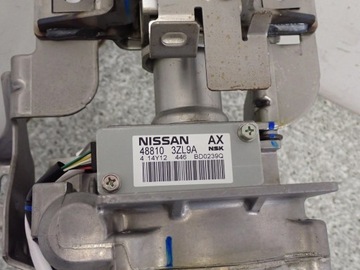 NISSAN AX
48810 3ZL9A NSK
4 14Y12 446 BD0239Q